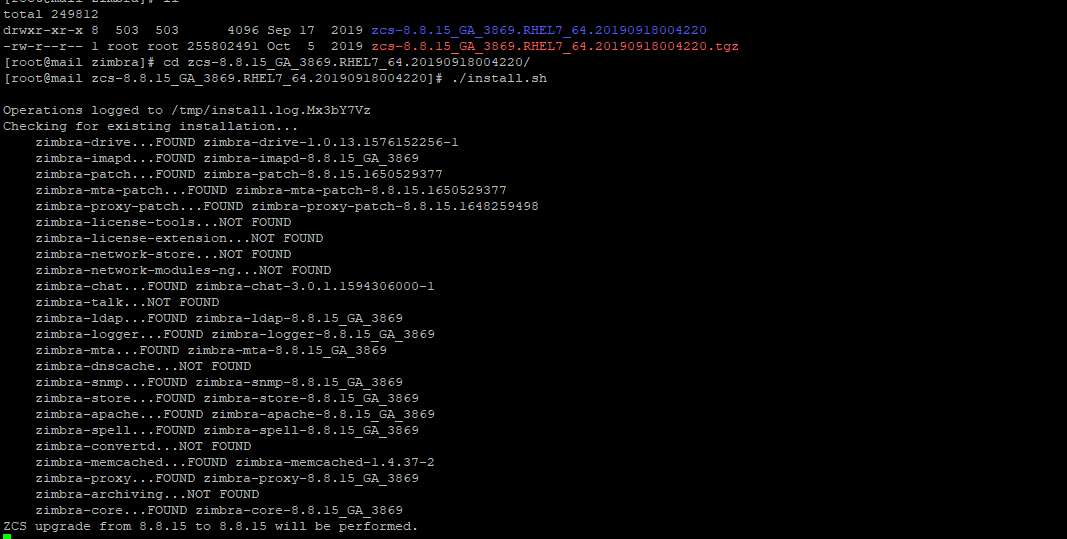 total 249812
drwxr-xr-x 8  503  503      4096 Sep 17  2019 zcs-8.8.15_GA_3869.RHEL7_64.20190918004220
-rw-r--r-- 1 root root 255802491 Oct  5  2019 zcs-8.8.15_GA_3869.RHEL7_64.20190918004220.tgz
[root@mail zimbra]# cd zcs-8.8.15_GA_3869.RHEL7_64.20190918004220/
[root@mail zcs-8.8.15_GA_3869.RHEL7_64.20190918004220]# ./install.sh
Operations logged to /tmp/install.log.Mx3bY7Vz
Checking for existing installation...
    zimbra-drive...FOUND zimbra-drive-1.0.13.1576152256-1
    zimbra-imapd...FOUND zimbra-imapd-8.8.15_GA_3869
    zimbra-patch...FOUND zimbra-patch-8.8.15.1650529377
    zimbra-mta-patch...FOUND zimbra-mta-patch-8.8.15.1650529377
    zimbra-proxy-patch...FOUND zimbra-proxy-patch-8.8.15.1648259498
    zimbra-license-tools...NOT FOUND
    zimbra-license-extension...NOT FOUND
    zimbra-network-store...NOT FOUND
    zimbra-network-modules-ng...NOT FOUND
    zimbra-chat...FOUND zimbra-chat-3.0.1.1594306000-1
    zimbra-talk...NOT FOUND
    zimbra-ldap...FOUND zimbra-ldap-8.8.15_GA_3869
    zimbra-logger...FOUND zimbra-logger-8.8.15_GA_3869
    zimbra-mta...FOUND zimbra-mta-8.8.15_GA_3869
    zimbra-dnscache...NOT FOUND
    zimbra-snmp...FOUND zimbra-snmp-8.8.15_GA_3869
    zimbra-store...FOUND zimbra-store-8.8.15_GA_3869
    zimbra-apache...FOUND zimbra-apache-8.8.15_GA_3869
    zimbra-spell...FOUND zimbra-spell-8.8.15_GA_3869
    zimbra-convertd...NOT FOUND
    zimbra-memcached...FOUND zimbra-memcached-1.4.37-2
    zimbra-proxy...FOUND zimbra-proxy-8.8.15_GA_3869
    zimbra-archiving...NOT FOUND
    zimbra-core...FOUND zimbra-core-8.8.15_GA_3869
ZCS upgrade from 8.8.15 to 8.8.15 will be performed.